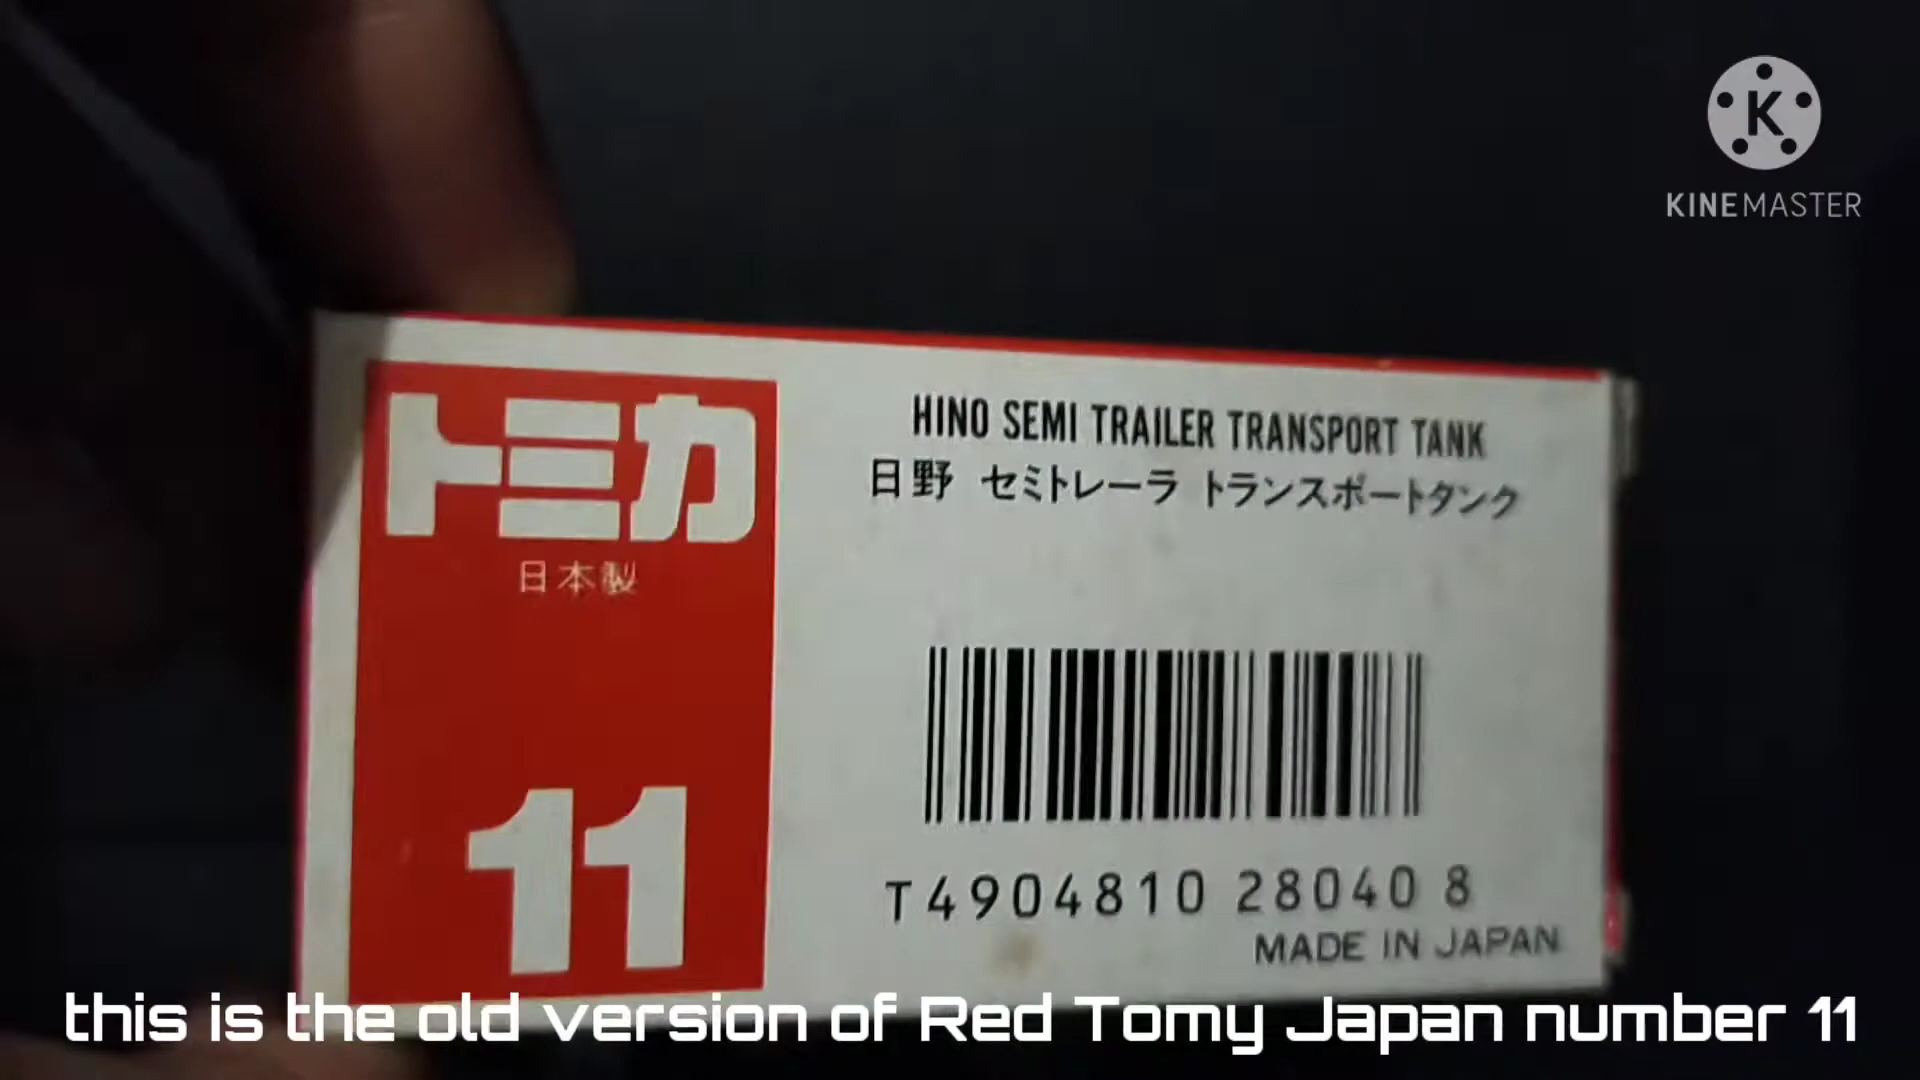 K
KINEMASTER
トミカ
日本製
11
HINO SEMI TRAILER TRANSPORT TANK
日野 セミトレーラ トランスポートタンク
T4904810 28040 8
MADE IN JAPAN
this is the old version of Red Tomy Japan number 11